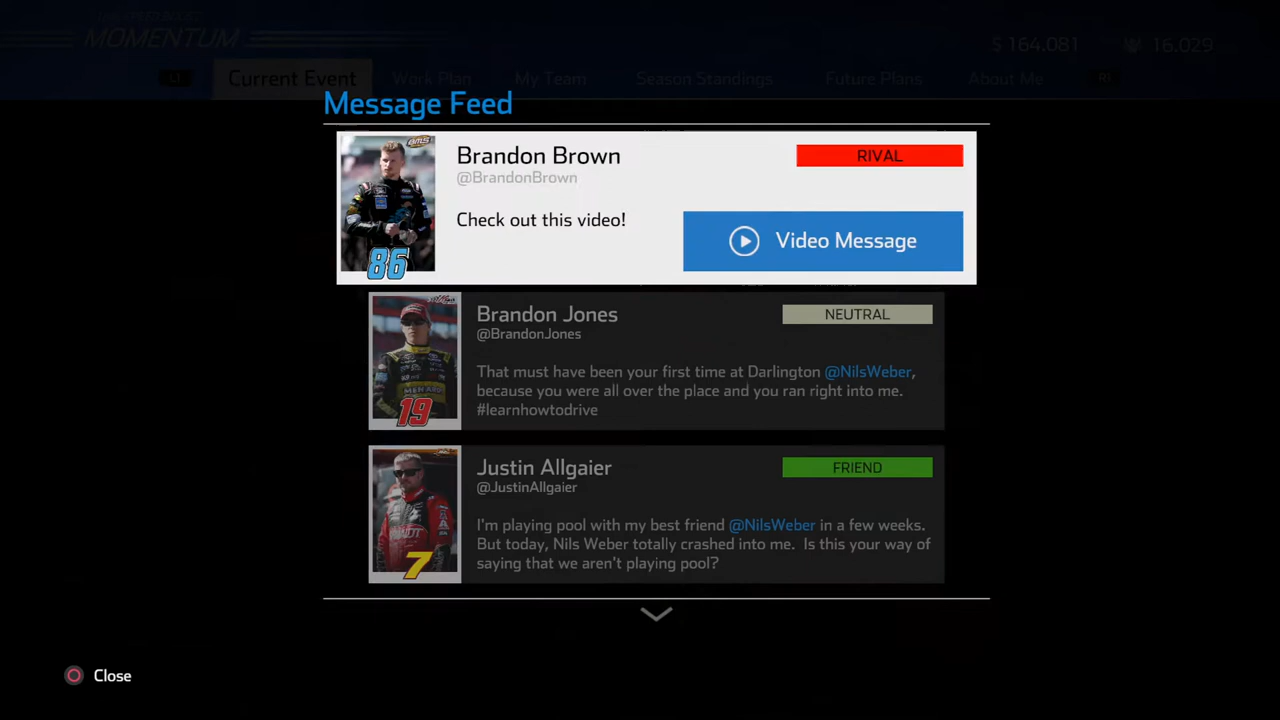 MOMENTUM
$ 164.081
16.029
Current Event
Work Plan
My Team
Season Standings
Future Plans
About Me
Message Feed
Brandon Brown
RIVAL
@BrandonBrown
Check out this video!
Video Message
86
Brandon Jones
NEUTRAL
@BrandonJones
That must have been your first time at Darlington @NilsWeber,
because you were all over the place and you ran right into me.
#learnhowtodrive
19
Justin Allgaier
FRIEND
@JustinAllgaier
I'm playing pool with my best friend @NilsWeber in a few weeks.
But today, Nils Weber totally crashed into me. Is this your way of
saying that we aren't playing pool?
7
Close